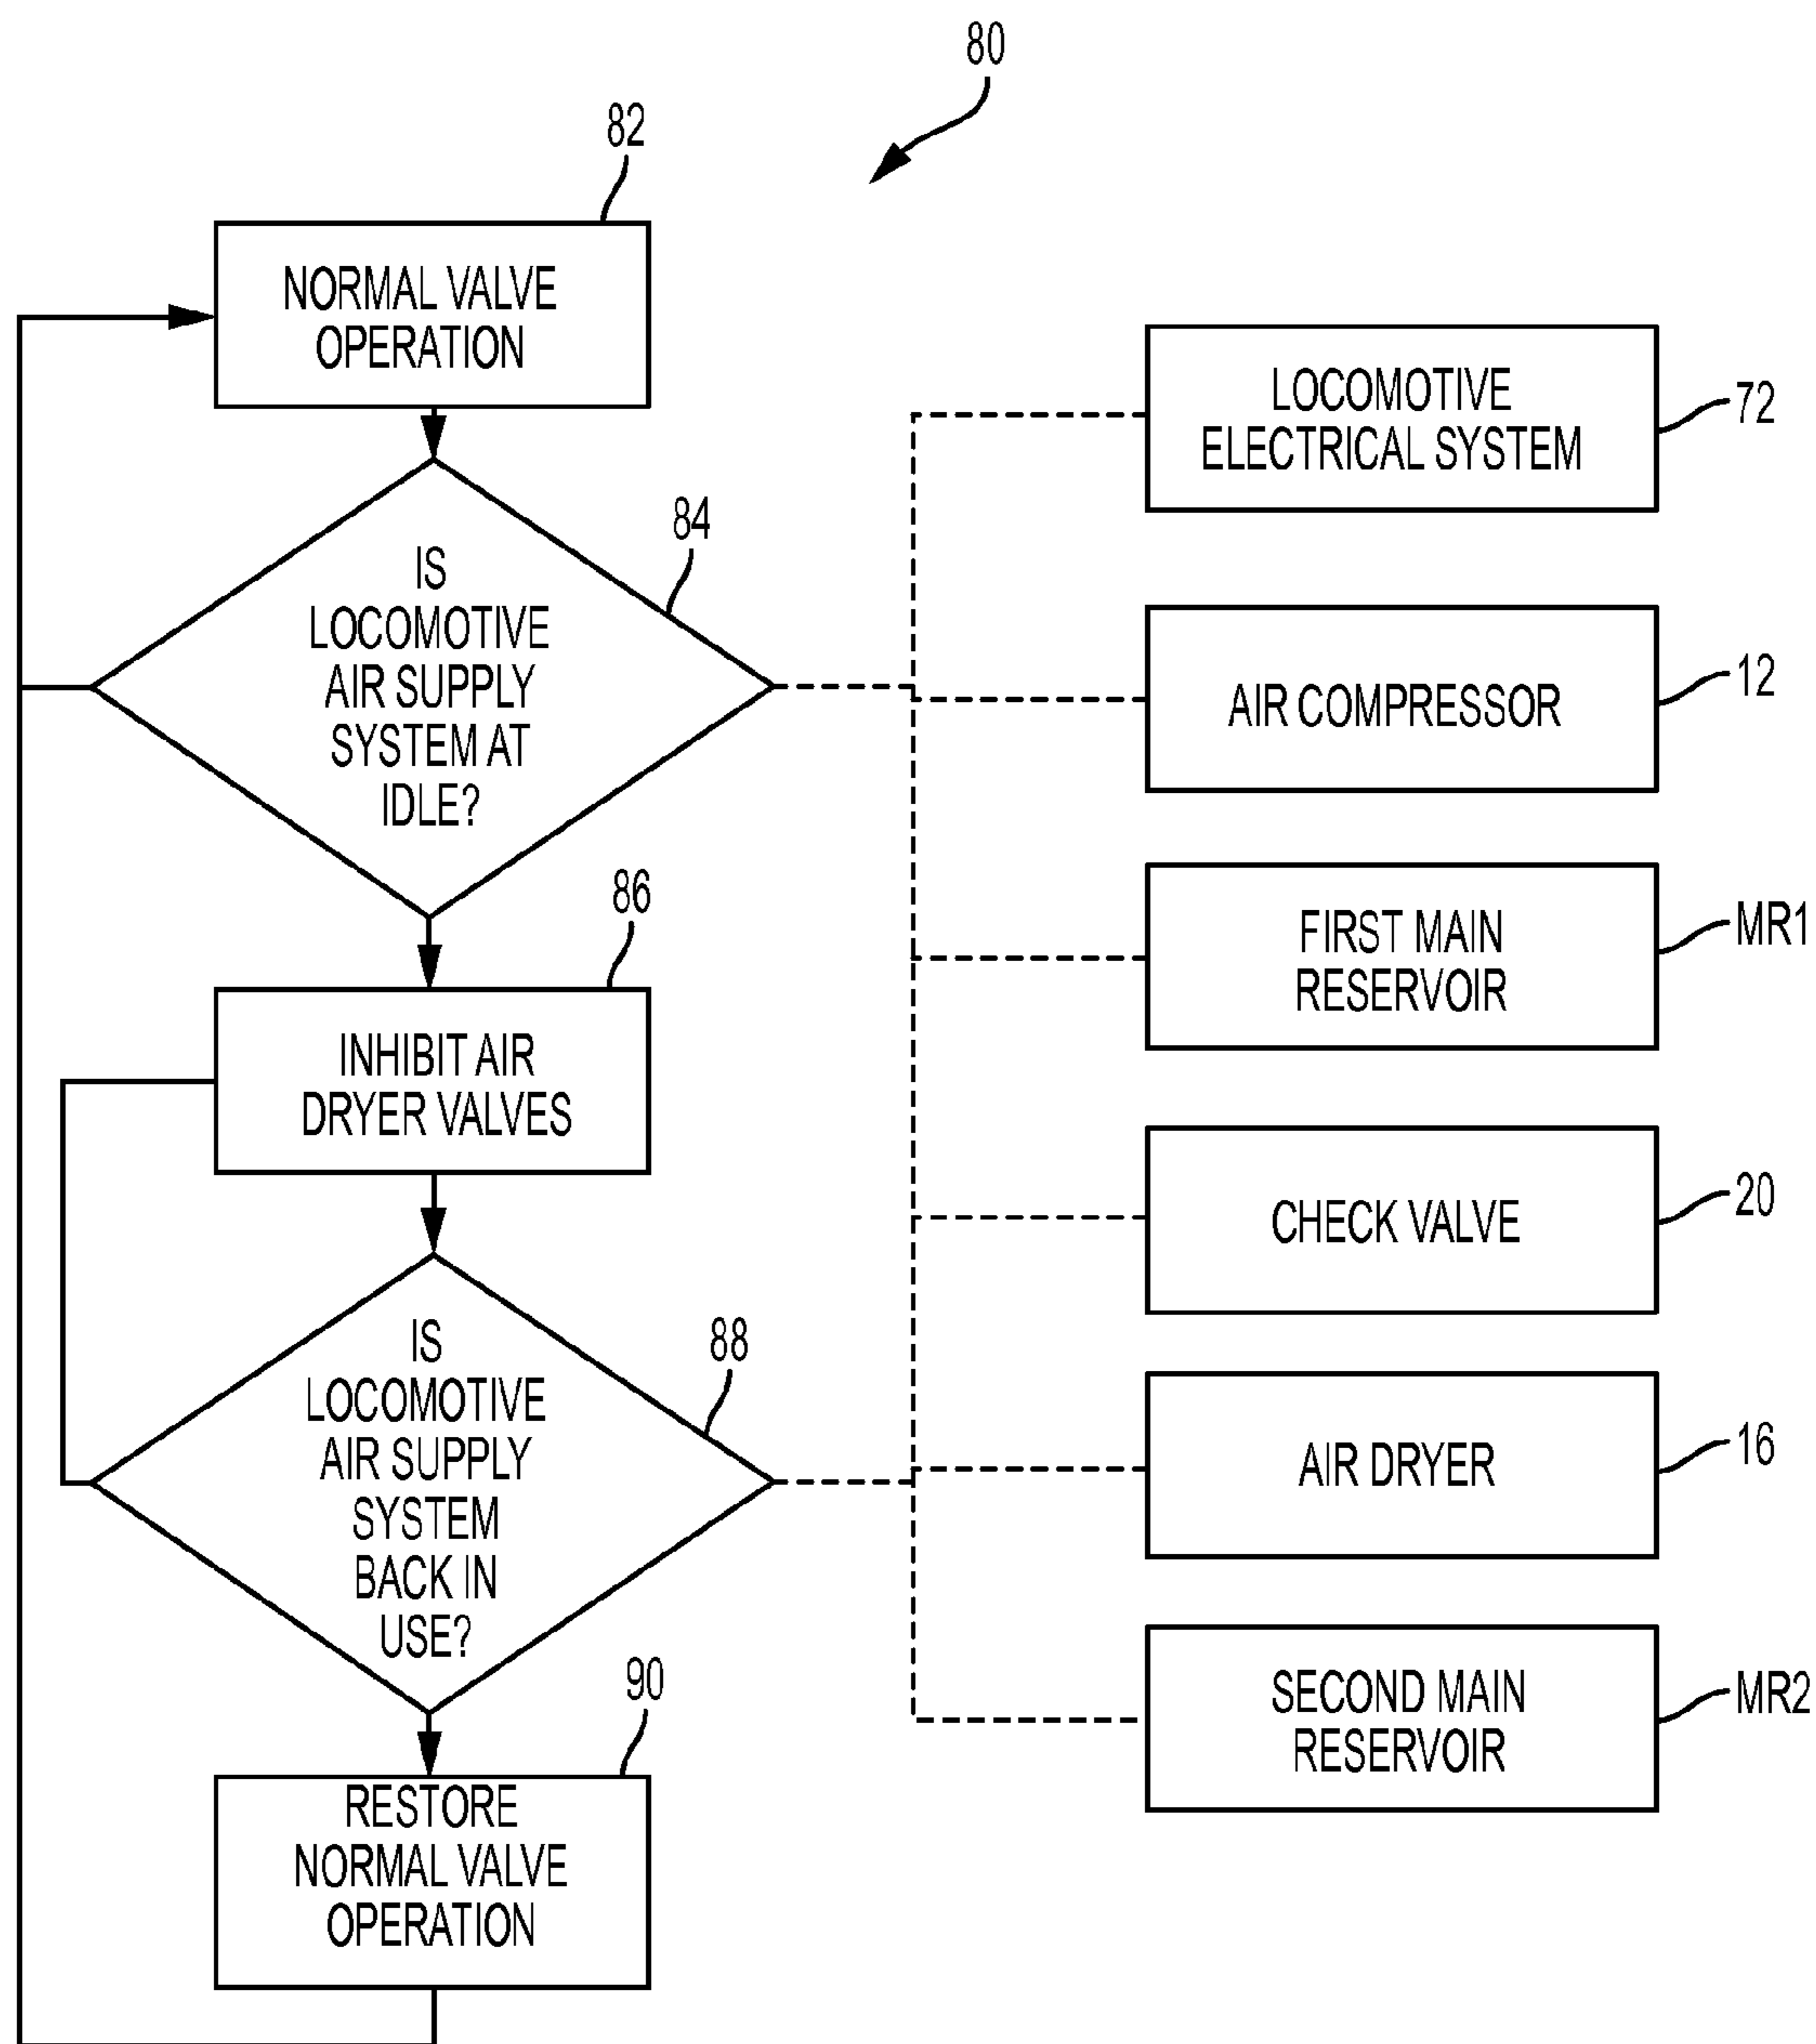 80
82
NORMAL VALVE
OPERATION
84
IS
LOCOMOTIVE
AIR SUPPLY
SYSTEM AT
IDLE?
86
INHIBIT AIR
DRYER VALVES
88
IS
LOCOMOTIVE
AIR SUPPLY
SYSTEM
BACK IN
USE?
90
RESTORE
NORMAL VALVE
OPERATION
LOCOMOTIVE
ELECTRICAL SYSTEM
72
AIR COMPRESSOR
12
FIRST MAIN
RESERVOIR
MR1
CHECK VALVE
20
AIR DRYER
16
SECOND MAIN
RESERVOIR
MR2